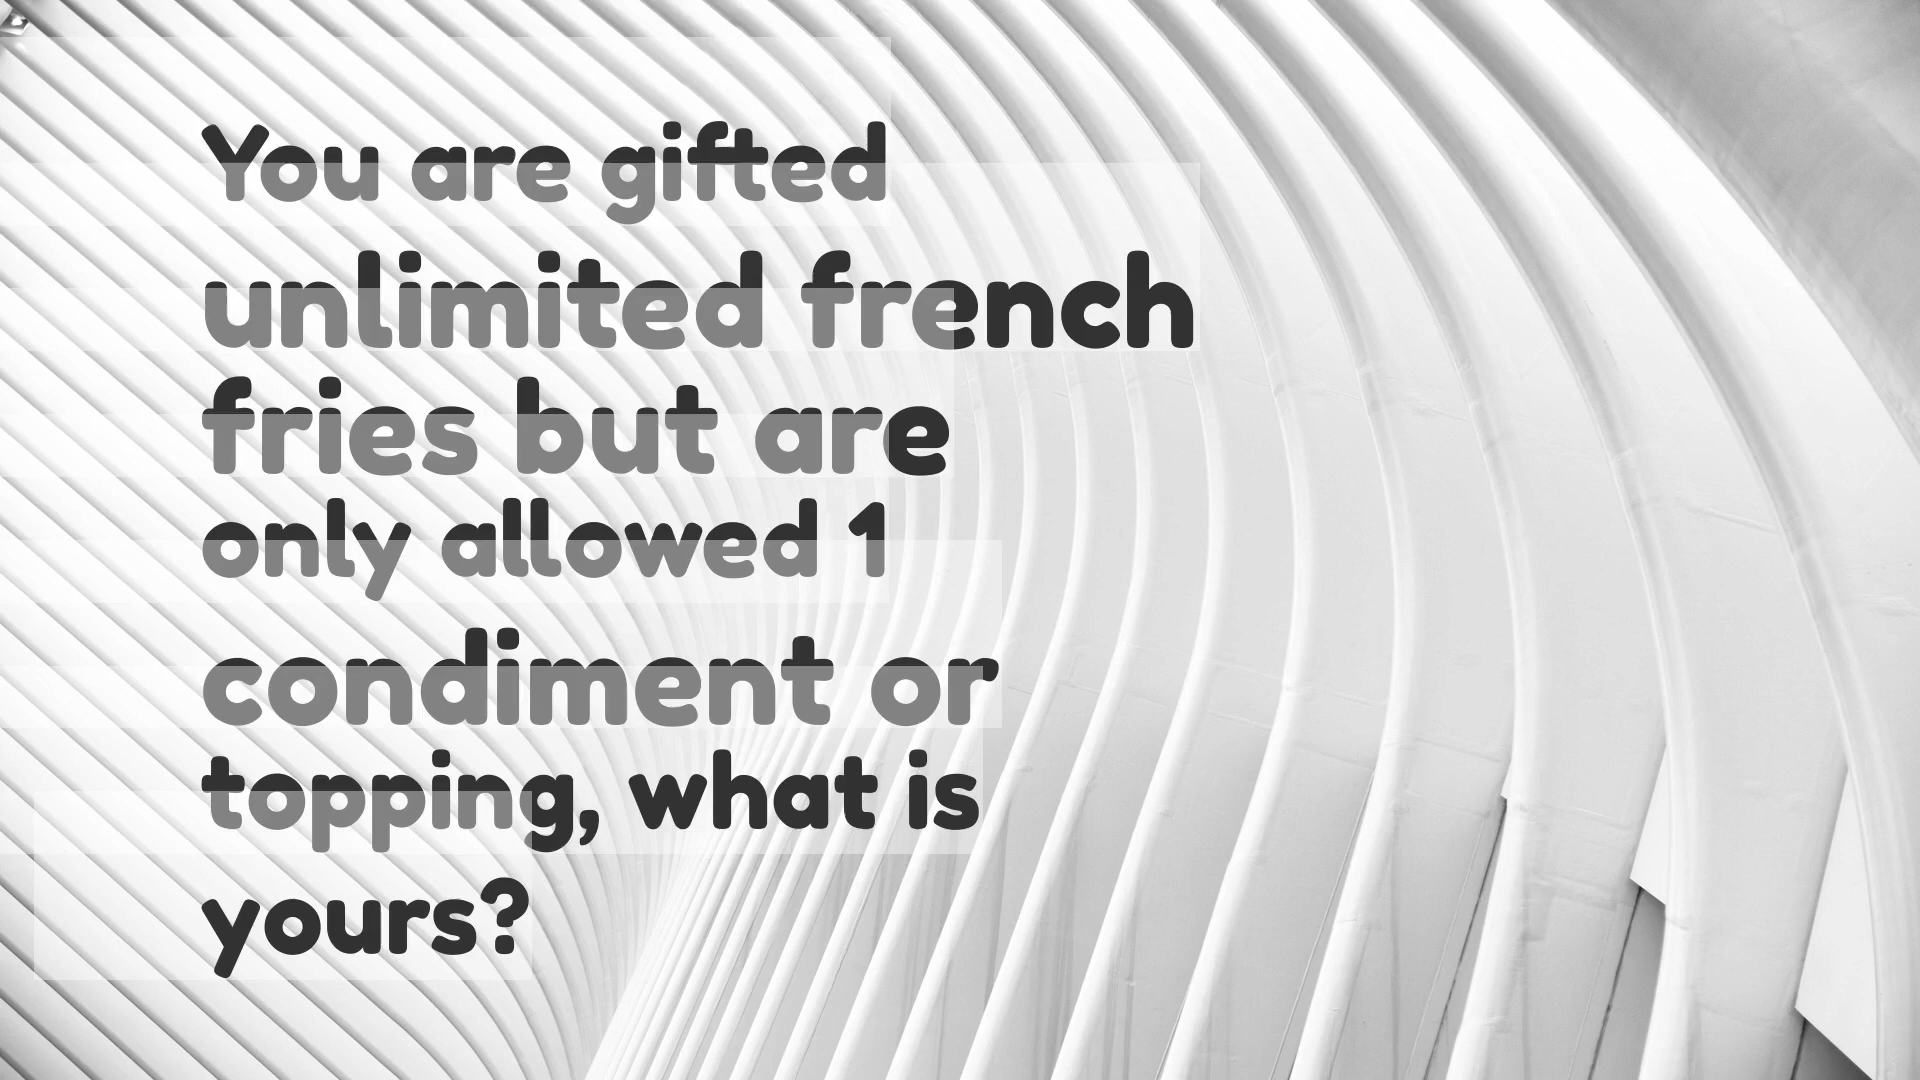 You are gifted
unlimited french
fries but are
only allowed 1
condiment or
topping, what is
yours?